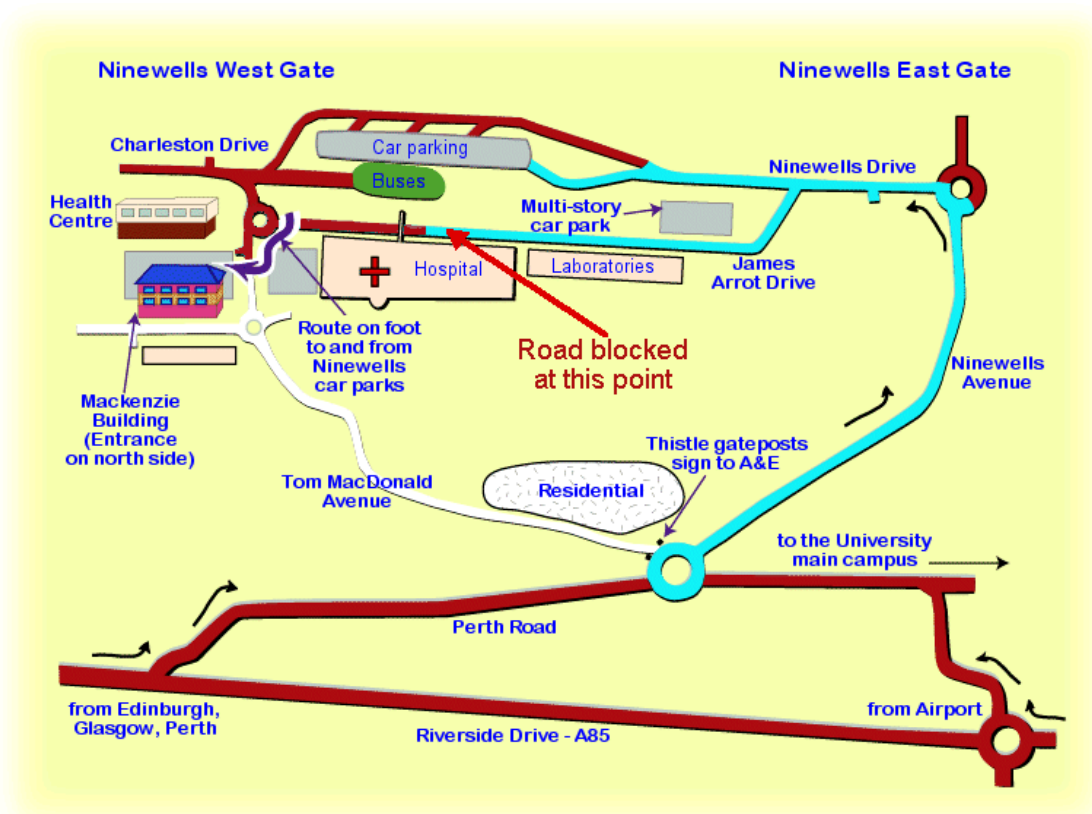 Ninewells West Gate
Ninewells East Gate
Charleston Drive
Car parking
Ninewells Drive
Buses
Health
Centre
Multi-story
car park
Hospital
Laboratories
James
Arrot Drive
Route on foot
to and from
Ninewells
car parks
Road blocked
at this point
Ninewells
Avenue
Mackenzie
Building
(Entrance
on north side)
Thistle gateposts
sign to A&E
Tom MacDonald
Avenue
Residential
to the University
main campus
Perth Road
from Edinburgh,
Glasgow, Perth
from Airport
Riverside Drive - A85